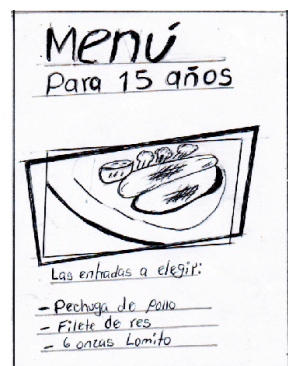 Menú
Para 15 años
Las entradas a elegir:
- Pechuga de Pollo
- Filete de res
- 6 onzas Lomito